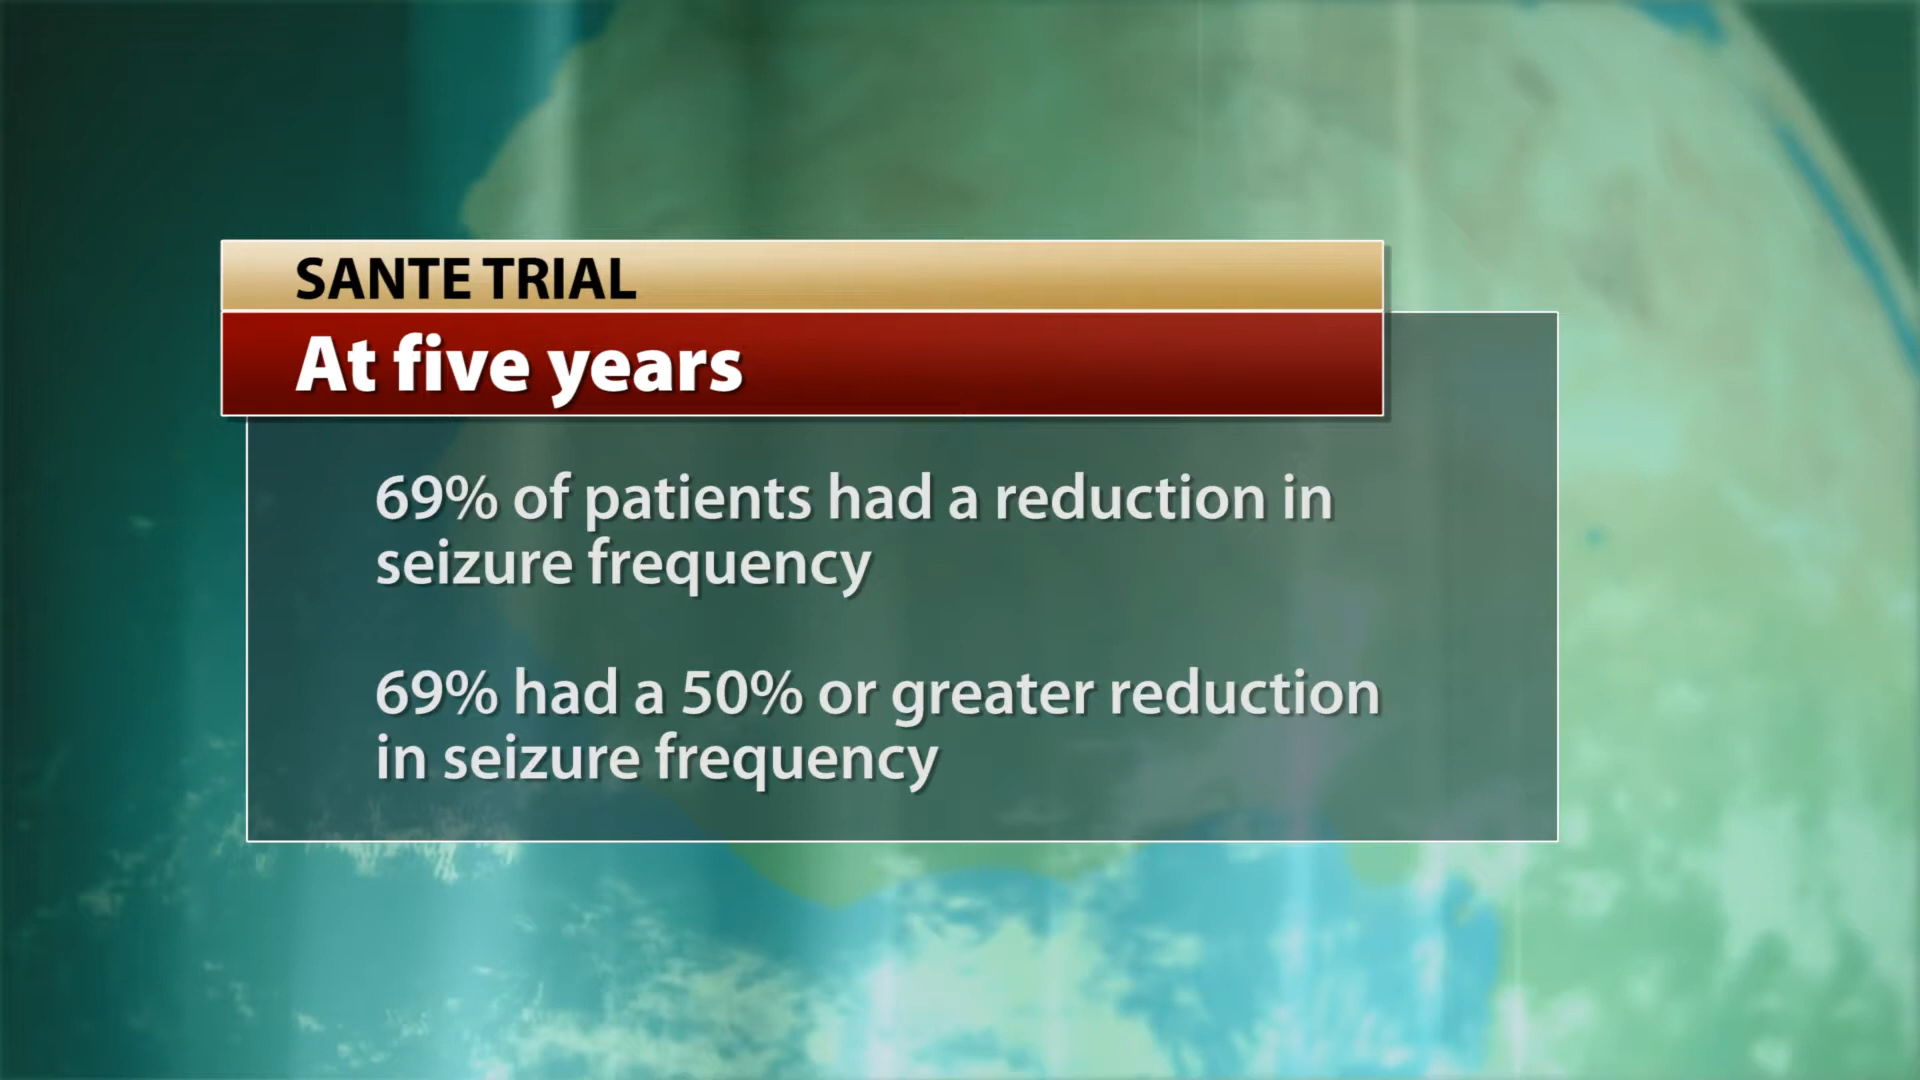 SANTE TRIAL
At five years
69% of patients had a reduction in
seizure frequency
69% had a 50% or greater reduction
in seizure frequency